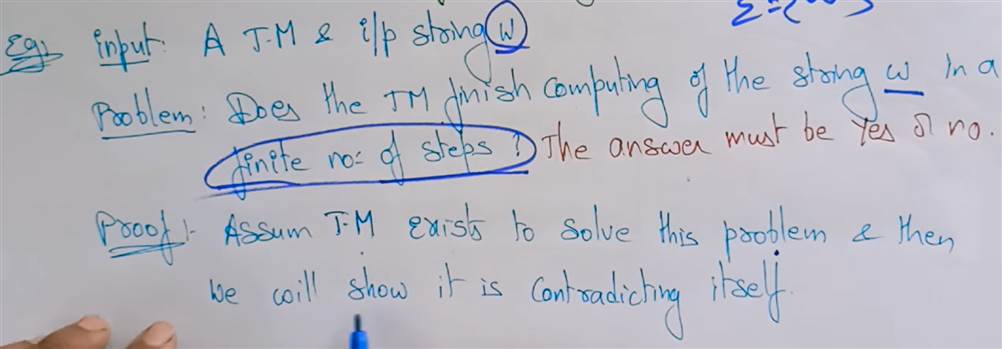 Eg:, input: A T.M & i/p string w
Problem: Does the TM finish computing of the string w in a
finite no: of steps? The answer must be Yes or no.
Proof:- Assum T.M exists to solve this problem & then
we will show it is contradicting itself.